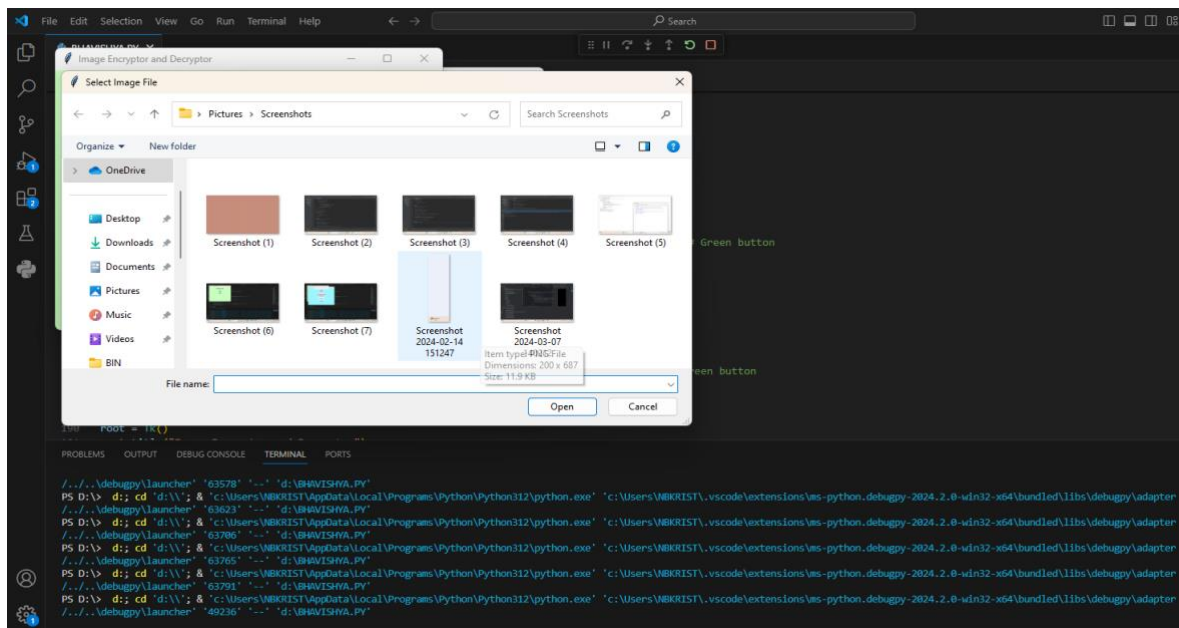 File Edit Selection View Go Run Terminal Help
Search
BHAVISHYA.PY
Image Encryptor and Decryptor
Select Image File
Pictures > Screenshots
Search Screenshots
Organize
New folder
OneDrive
Desktop
Downloads
Documents
Pictures
Music
Videos
BIN
Screenshot (1)
Screenshot (2)
Screenshot (3)
Screenshot (4)
Screenshot (5)
Screenshot (6)
Screenshot (7)
Screenshot
2024-02-14
151247
Screenshot
2024-03-07
Item type: PNG File
Dimensions: 200 x 687
Size: 11.9 KB
Green button
een button
File name:
Open
Cancel
190 root = Tk()
PROBLEMS OUTPUT DEBUG CONSOLE TERMINAL PORTS
/../..\debugpy\launcher' '63578' '--' 'd:\BHAVISHYA.PY'
PS D:\> d:; cd 'd:\\'; & 'c:\Users\NBKRIST\AppData\Local\Programs\Python\Python312\python.exe' 'c:\Users\NBKRIST\.vscode\extensions\ms-python.debugpy-2024.2.0-win32-x64\bundled\libs\debugpy\adapter
/../..\debugpy\launcher' '63623' '--' 'd:\BHAVISHYA.PY'
PS D:\> d:; cd 'd:\\'; & 'c:\Users\NBKRIST\AppData\Local\Programs\Python\Python312\python.exe' 'c:\Users\NBKRIST\.vscode\extensions\ms-python.debugpy-2024.2.0-win32-x64\bundled\libs\debugpy\adapter
/../..\debugpy\launcher' '63706' '--' 'd:\BHAVISHYA.PY'
PS D:\> d:; cd 'd:\\'; & 'c:\Users\NBKRIST\AppData\Local\Programs\Python\Python312\python.exe' 'c:\Users\NBKRIST\.vscode\extensions\ms-python.debugpy-2024.2.0-win32-x64\bundled\libs\debugpy\adapter
/../..\debugpy\launcher' '63765' '--' 'd:\BHAVISHYA.PY'
PS D:\> d:; cd 'd:\\'; & 'c:\Users\NBKRIST\AppData\Local\Programs\Python\Python312\python.exe' 'c:\Users\NBKRIST\.vscode\extensions\ms-python.debugpy-2024.2.0-win32-x64\bundled\libs\debugpy\adapter
/../..\debugpy\launcher' '63791' '--' 'd:\BHAVISHYA.PY'
PS D:\> d:; cd 'd:\\'; & 'c:\Users\NBKRIST\AppData\Local\Programs\Python\Python312\python.exe' 'c:\Users\NBKRIST\.vscode\extensions\ms-python.debugpy-2024.2.0-win32-x64\bundled\libs\debugpy\adapter
/../..\debugpy\launcher' '49236' '--' 'd:\BHAVISHYA.PY'